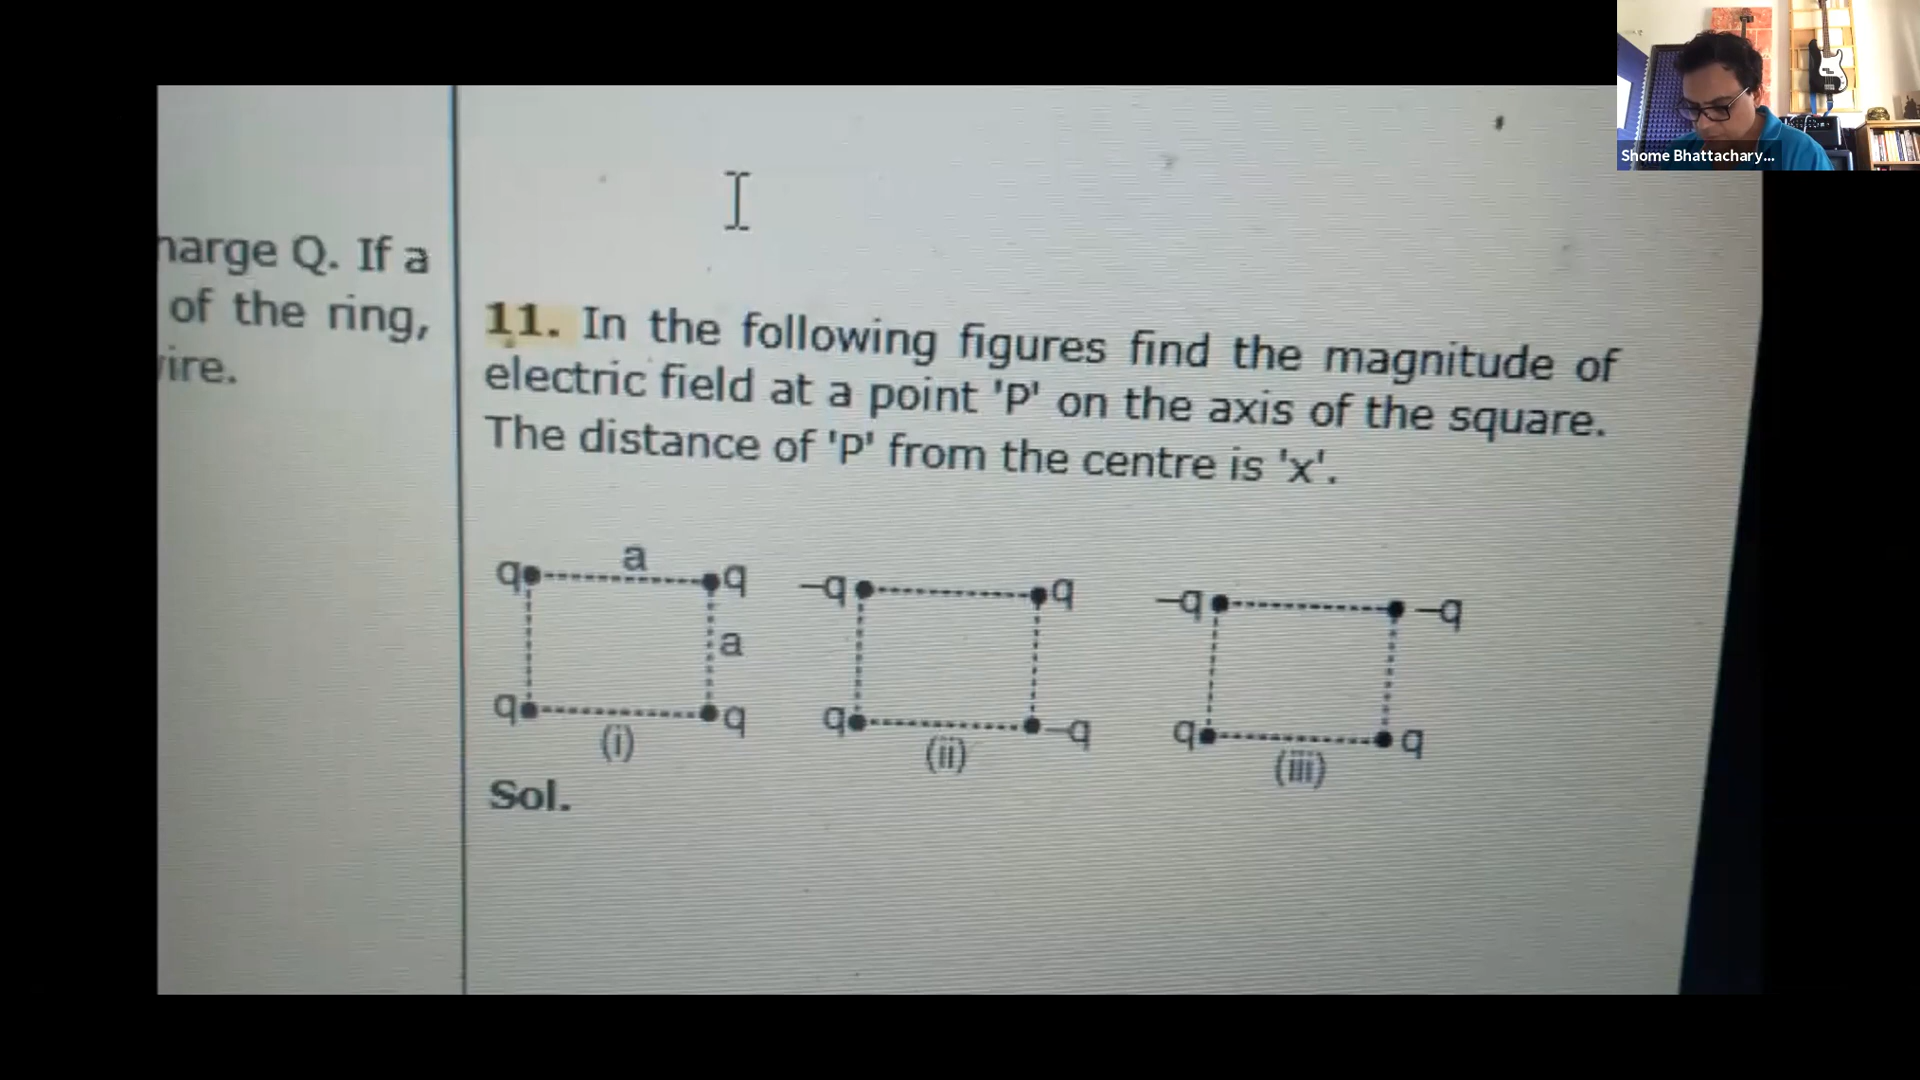 Shome Bhattachary...
harge Q. If a
of the ring,
ire.
11. In the following figures find the magnitude of
electric field at a point 'P' on the axis of the square.
The distance of 'P' from the centre is 'x'.
q a q
a
q q
(i)
-q q
q -q
(ii)
-q -q
q q
(iii)
Sol.